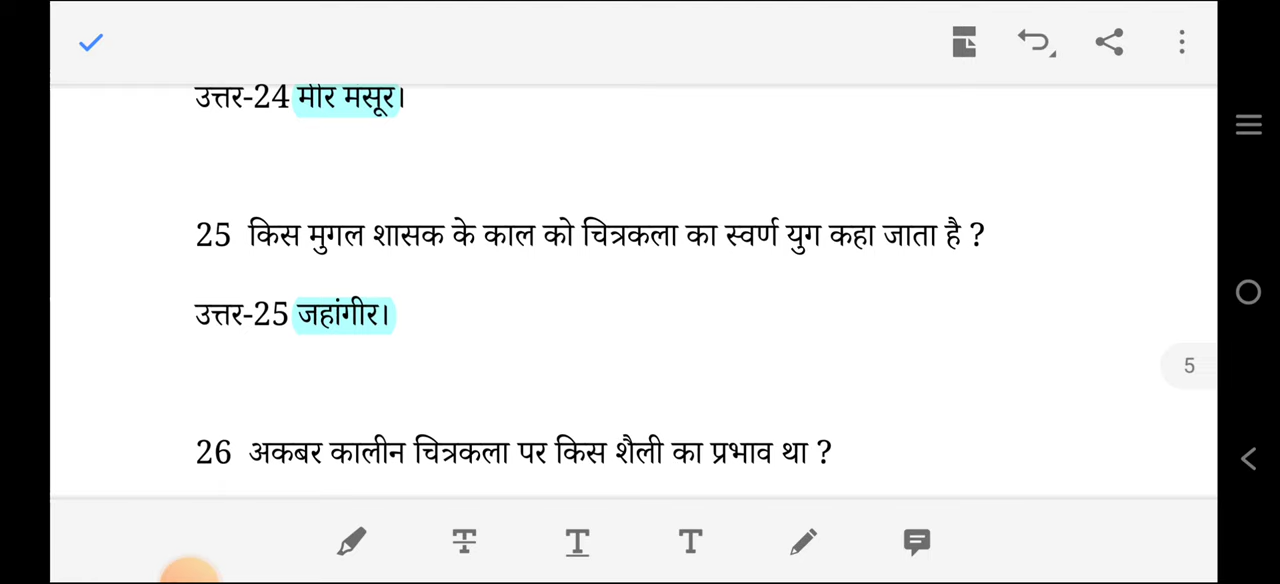 उत्तर-24 मीर मसूर।
25 किस मुगल शासक के काल को चित्रकला का स्वर्ण युग कहा जाता है ?
उत्तर-25 जहांगीर।
5
26 अकबर कालीन चित्रकला पर किस शैली का प्रभाव था ?